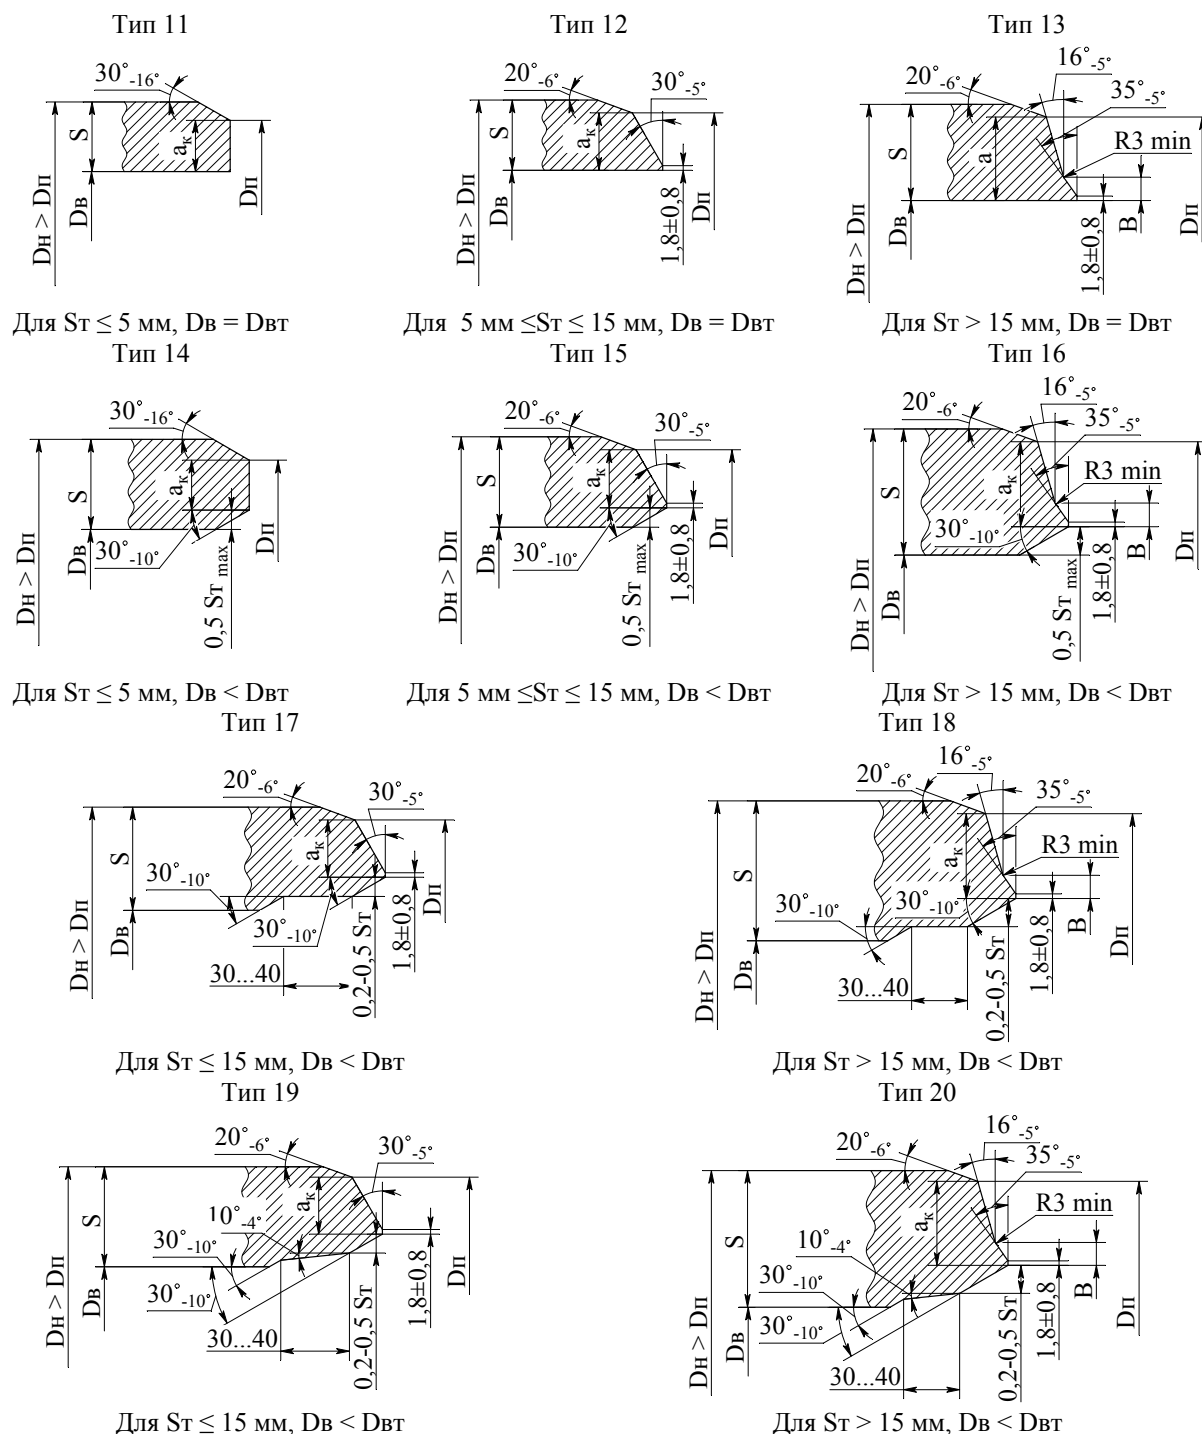 Тип 11 Тип 12 Тип 13
30°-16° 20°-6° 30°-5° 20°-6° 16°-5° 35°-5° R3 min
Dн > Dп Dв S aк Dп Dн > Dп Dв S aк 1,8±0,8 Dп Dн > Dп Dв S a 1,8±0,8 B Dп
Для Sт ≤ 5 мм, Dв = Dвт Для 5 мм ≤Sт ≤ 15 мм, Dв = Dвт Для Sт > 15 мм, Dв = Dвт
Тип 14 Тип 15 Тип 16
30°-16° 20°-6° 30°-5° 20°-6° 16°-5° 35°-5° R3 min
Dн > Dп Dв S aк 30°-10° 0,5 Sт max Dп Dн > Dп Dв S aк 30°-10° 0,5 Sт max 1,8±0,8 Dп Dн > Dп Dв S aк 30°-10° 0,5 Sт max 1,8±0,8 B Dп
Для Sт ≤ 5 мм, Dв < Dвт Для 5 мм ≤Sт ≤ 15 мм, Dв < Dвт Для Sт > 15 мм, Dв < Dвт
Тип 17 Тип 18
20°-6° 30°-5° 20°-6° 16°-5° 35°-5° R3 min
Dн > Dп Dв S aк 30°-10° 30°-10° 0,2-0,5 Sт 1,8±0,8 Dп Dн > Dп Dв S aк 30°-10° 30°-10° 0,2-0,5 Sт 1,8±0,8 B Dп
30...40 30...40
Для Sт ≤ 15 мм, Dв < Dвт Для Sт > 15 мм, Dв < Dвт
Тип 19 Тип 20
20°-6° 30°-5° 20°-6° 16°-5° 35°-5° R3 min
Dн > Dп Dв S aк 10°-4° 30°-10° 30°-10° 0,2-0,5 Sт 1,8±0,8 Dп Dн > Dп Dв S aк 10°-4° 30°-10° 30°-10° 0,2-0,5 Sт 1,8±0,8 B Dп
30...40 30...40
Для Sт ≤ 15 мм, Dв < Dвт Для Sт > 15 мм, Dв < Dвт